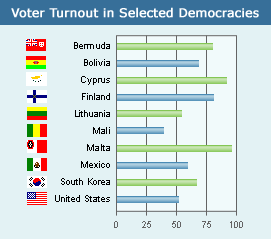 Voter Turnout in Selected Democracies
Bermuda
Bolivia
Cyprus
Finland
Lithuania
Mali
Malta
Mexico
South Korea
United States
0 25 50 75 100